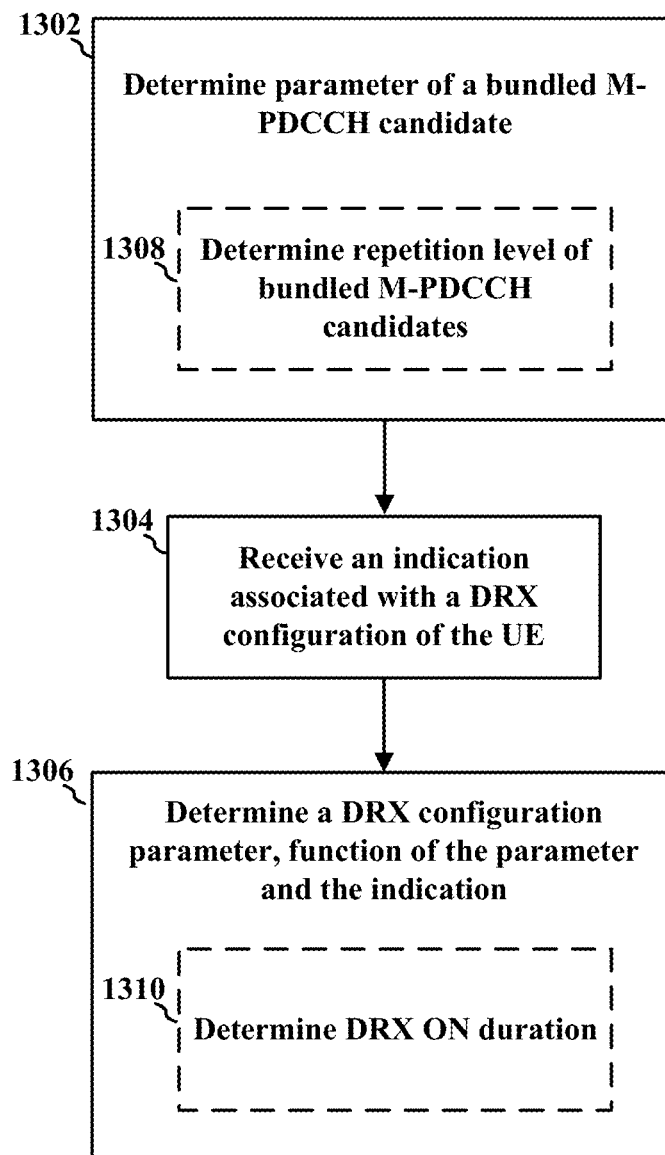 1302
Determine parameter of a bundled M-
PDCCH candidate
1308
Determine repetition level of
bundled M-PDCCH
candidates
1304
Receive an indication
associated with a DRX
configuration of the UE
1306
Determine a DRX configuration
parameter, function of the parameter
and the indication
1310
Determine DRX ON duration